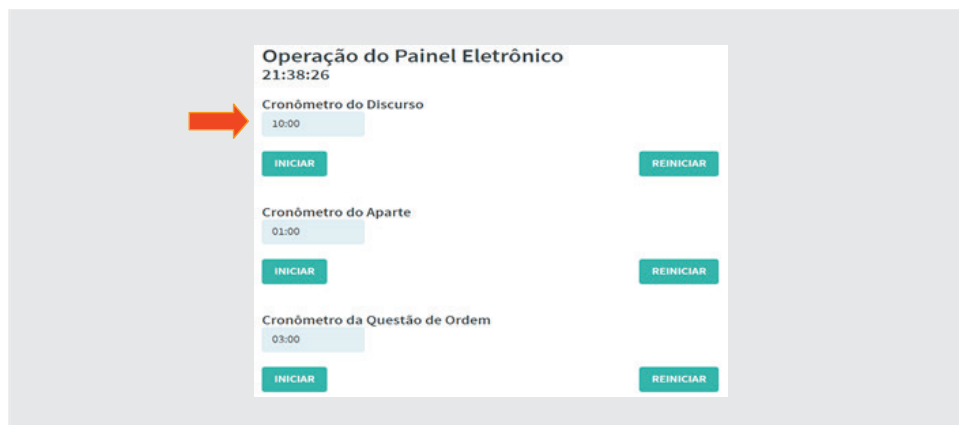 Operação do Painel Eletrônico
21:38:26
Cronômetro do Discurso
10:00
INICIAR REINICIAR
Cronômetro do Aparte
01:00
INICIAR REINICIAR
Cronômetro da Questão de Ordem
03:00
INICIAR REINICIAR